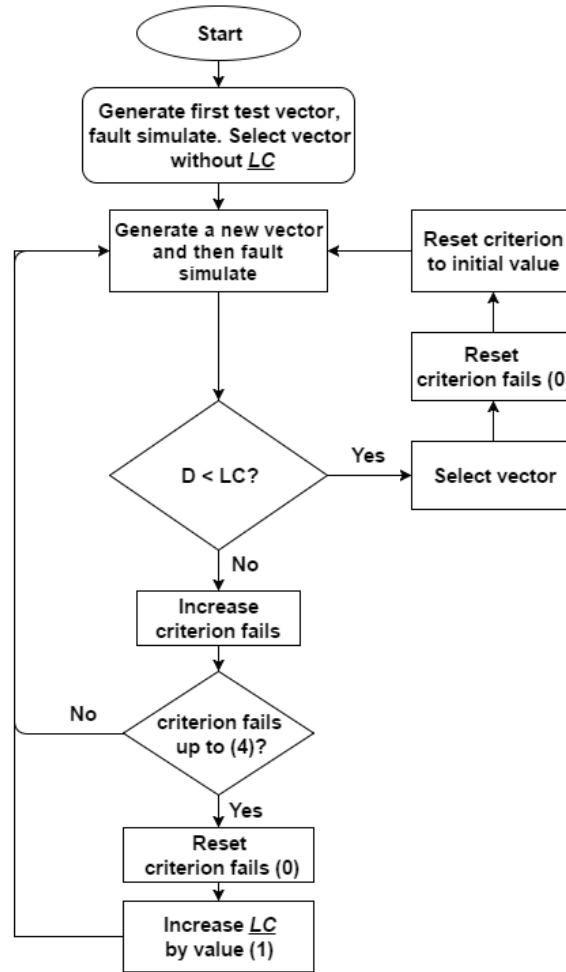 Start
Generate first test vector,
fault simulate. Select vector
without LC
Generate a new vector
and then fault
simulate
Reset criterion
to initial value
Reset
criterion fails (0)
D < LC?
Yes
Select vector
No
Increase
criterion fails
No
criterion fails
up to (4)?
Yes
Reset
criterion fails (0)
Increase LC
by value (1)